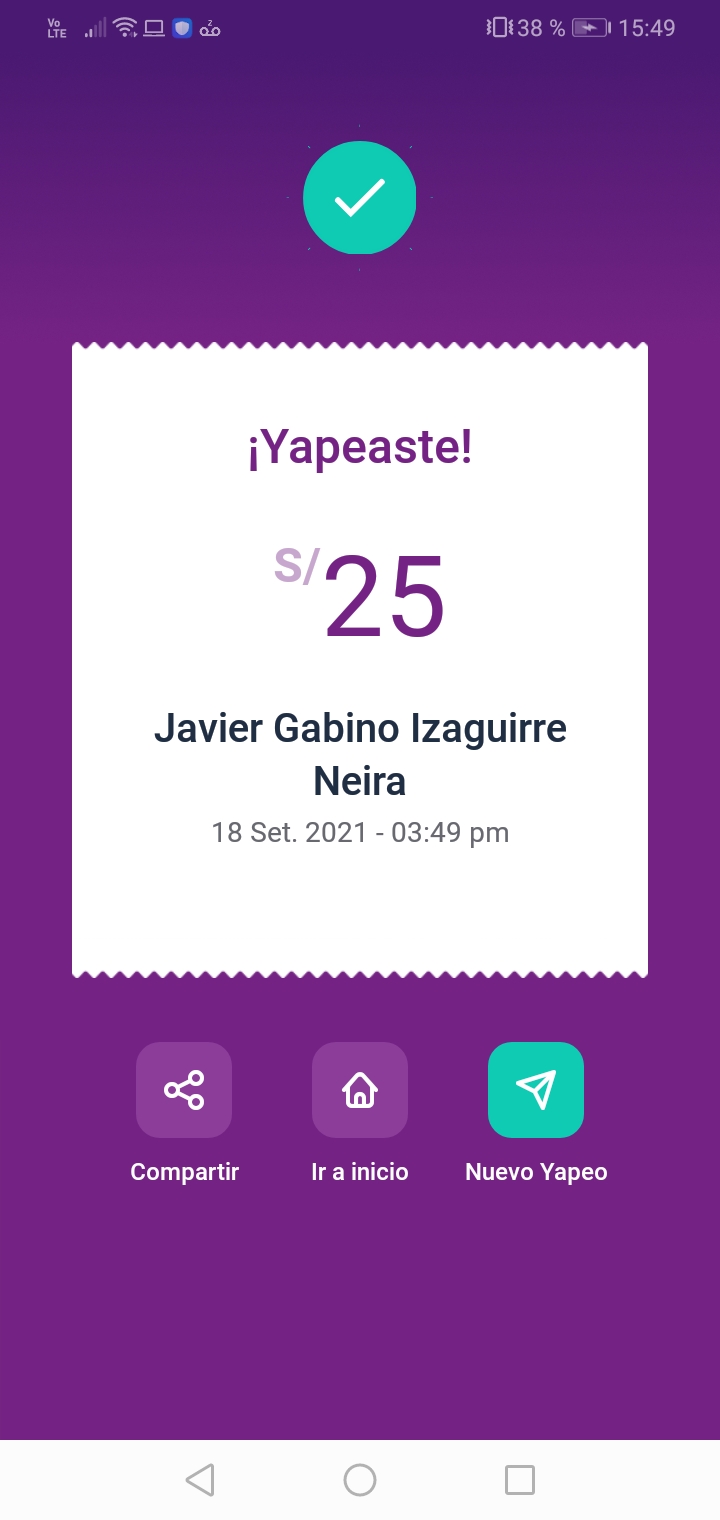 Vo
LTE
38 %
15:49
¡Yapeaste!
S/25
Javier Gabino Izaguirre
Neira
18 Set. 2021 - 03:49 pm
Compartir
Ir a inicio
Nuevo Yapeo